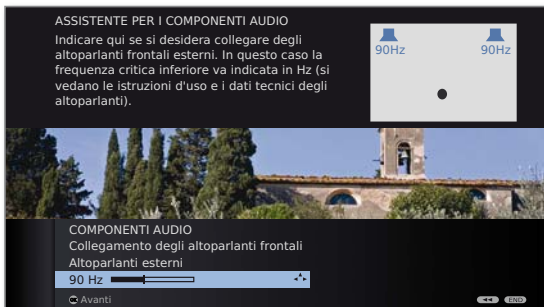 ASSISTENTE PER I COMPONENTI AUDIO
Indicare qui se si desidera collegare degli
altoparlanti frontali esterni. In questo caso la
frequenza critica inferiore va indicata in Hz (si
vedano le istruzioni d'uso e i dati tecnici degli
altoparlanti).
90Hz 90Hz
COMPONENTI AUDIO
Collegamento degli altoparlanti frontali
Altoparlanti esterni
90 Hz
OK Avanti
END